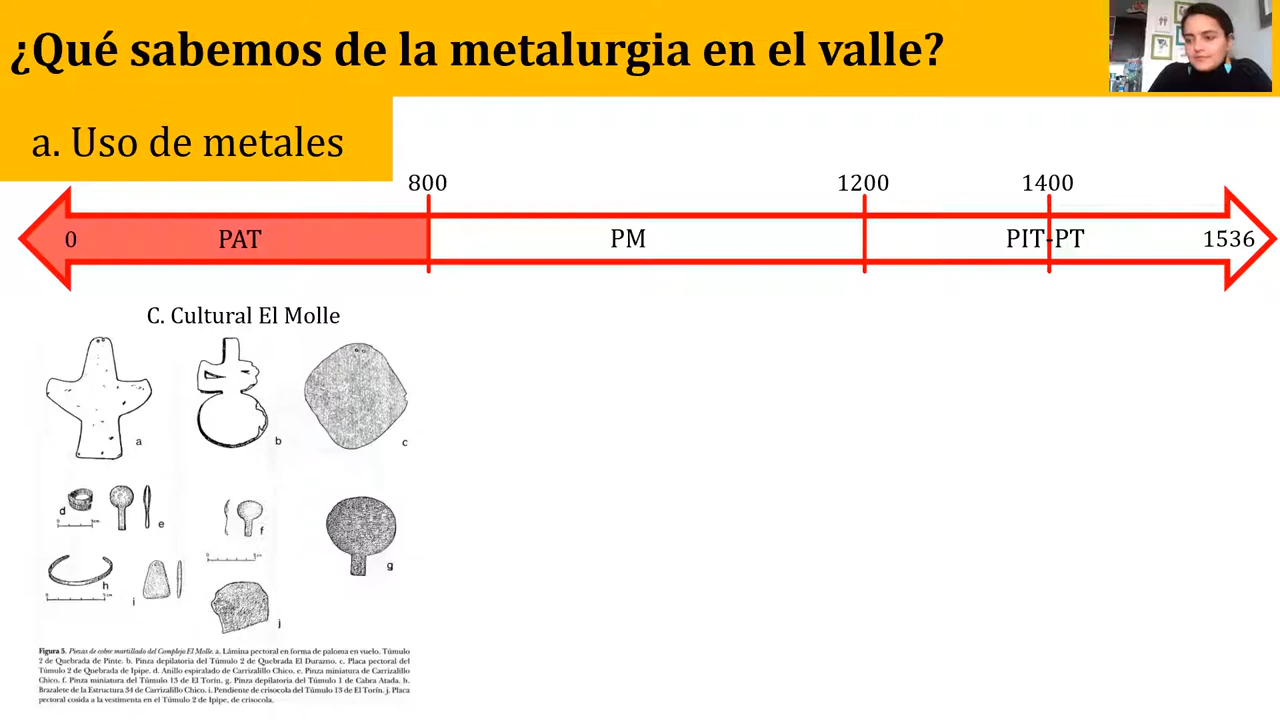 ¿Qué sabemos de la metalurgia en el valle?
a. Uso de metales
800 1200 1400
0 PAT PM PIT-PT 1536
C. Cultural El Molle
a b c
d e f g
h i j
Figura 5. Piezas de cobre martillado del Complejo El Molle. a. Lámina pectoral en forma de paloma en vuelo. Túmulo
2 de Quebrada de Pinte. b. Pinza depilatoria del Túmulo 2 de Quebrada El Durazno. c. Placa pectoral del
Túmulo 2 de Quebrada de Ipipe. d. Anillo espiralado de Carrizalillo Chico. e. Pinza miniatura de Carrizalillo
Chico. f. Pinza miniatura del Túmulo 13 de El Torín. g. Pinza depilatoria del Túmulo 1 de Cabra Atada. h.
Brazalete de la Estructura 34 de Carrizalillo Chico. i. Pendiente de crisocola del Túmulo 13 de El Torín. j. Placa
pectoral cosida a la vestimenta en el Túmulo 2 de Ipipe, de crisocola.